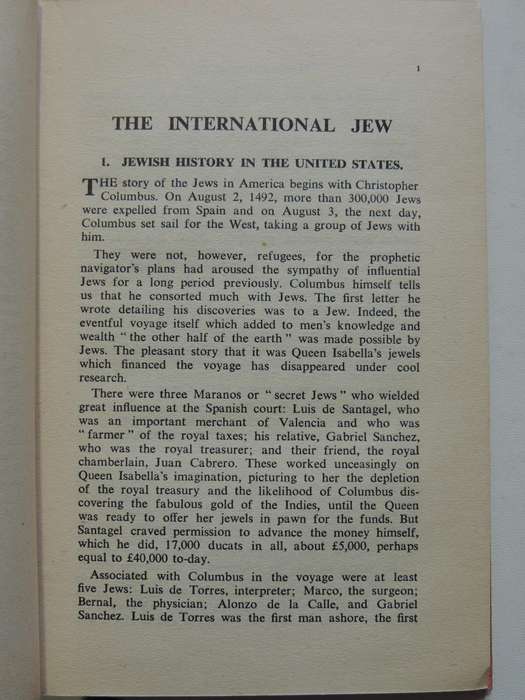 1
THE INTERNATIONAL JEW
1. JEWISH HISTORY IN THE UNITED STATES.
THE story of the Jews in America begins with Christopher
Columbus. On August 2, 1492, more than 300,000 Jews
were expelled from Spain and on August 3, the next day,
Columbus set sail for the West, taking a group of Jews with
him.
They were not, however, refugees, for the prophetic
navigator's plans had aroused the sympathy of influential
Jews for a long period previously. Columbus himself tells
us that he consorted much with Jews. The first letter he
wrote detailing his discoveries was to a Jew. Indeed, the
eventful voyage itself which added to men's knowledge and
wealth "the other half of the earth" was made possible by
Jews. The pleasant story that it was Queen Isabella's jewels
which financed the voyage has disappeared under cool
research.
There were three Maranos or "secret Jews" who wielded
great influence at the Spanish court: Luis de Santagel, who
was an important merchant of Valencia and who was
"farmer" of the royal taxes; his relative, Gabriel Sanchez,
who was the royal treasurer; and their friend, the royal
chamberlain, Juan Cabrero. These worked unceasingly on
Queen Isabella's imagination, picturing to her the depletion
of the royal treasury and the likelihood of Columbus dis-
covering the fabulous gold of the Indies, until the Queen
was ready to offer her jewels in pawn for the funds. But
Santagel craved permission to advance the money himself,
which he did, 17,000 ducats in all, about £5,000, perhaps
equal to £40,000 to-day.
Associated with Columbus in the voyage were at least
five Jews: Luis de Torres, interpreter; Marco, the surgeon;
Bernal, the physician; Alonzo de la Calle, and Gabriel
Sanchez. Luis de Torres was the first man ashore, the first